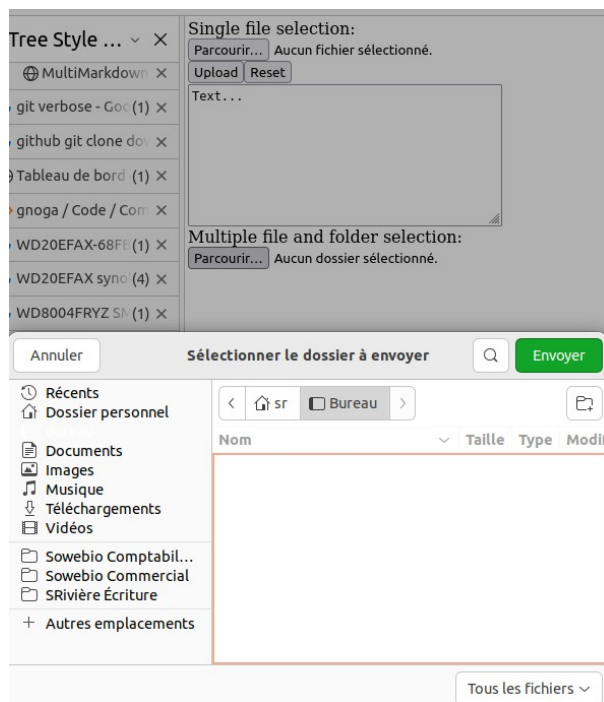 Tree Style ...
MultiMarkdown
git verbose - Goo (1)
github git clone dow
Tableau de bord (1)
gnoga / Code / Com
WD20EFAX-68FB (1)
WD20EFAX syno (4)
WD8004FRYZ SM (1)
Single file selection:
Parcourir... Aucun fichier sélectionné.
Upload Reset
Text...
Multiple file and folder selection:
Parcourir... Aucun dossier sélectionné.
Annuler Sélectionner le dossier à envoyer Envoyer
Récents
Dossier personnel
Documents
Images
Musique
Téléchargements
Vidéos
Sowebio Comptabil...
Sowebio Commercial
SRivière Écriture
Autres emplacements
sr Bureau
Nom Taille Type Modif
Tous les fichiers